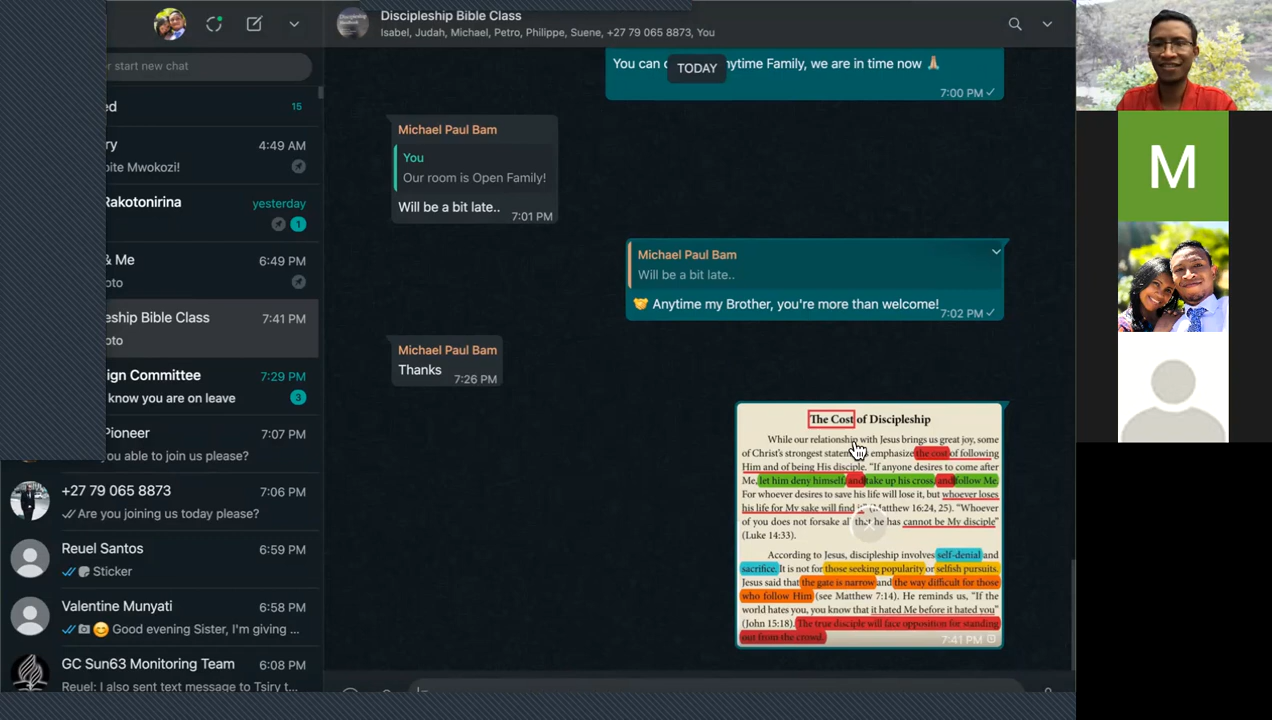 Discipleship Bible Class
Isabel, Judah, Michael, Petro, Philippe, Suene, +27 79 065 8873, You
or start new chat
ed
15
ry
4:49 AM
oite Mwokozi!
Rakotonirina
yesterday
1
& Me
6:49 PM
oto
eship Bible Class
7:41 PM
oto
ign Committee
7:29 PM
know you are on leave
3
Pioneer
7:07 PM
you able to join us please?
+27 79 065 8873
7:06 PM
Are you joining us today please?
Reuel Santos
6:59 PM
Sticker
Valentine Munyati
6:58 PM
Good evening Sister, I'm giving ...
GC Sun63 Monitoring Team
6:08 PM
Reuel: I also sent text message to Tsiry t...
You can nytime Family, we are in time now
7:00 PM
TODAY
Michael Paul Bam
You
Our room is Open Family!
Will be a bit late..
7:01 PM
Michael Paul Bam
Will be a bit late..
Anytime my Brother, you're more than welcome!
7:02 PM
Michael Paul Bam
Thanks
7:26 PM
The Cost of Discipleship
While our relationship with Jesus brings us great joy, some
of Christ's strongest emphasize the cost of following
Him and of being His disciple. "If anyone desires to come after
Me, let him deny himself, and take up his cross, and follow Me.
For whoever desires to save his life will lose it, but whoever loses
his life for My sake will find it" (Matthew 16:24, 25). "Whoever
of you does not forsake all that he has cannot be My disciple"
(Luke 14:33).
According to Jesus, discipleship involves self-denial and
sacrifice. It is not for those seeking popularity or selfish pursuits.
Jesus said that the gate is narrow and the way difficult for those
who follow Him (see Matthew 7:14). He reminds us, "If the
world hates you, you know that it hated Me before it hated you"
(John 15:18). The true disciple will face opposition for standing
out from the crowd.
7:41 PM
M